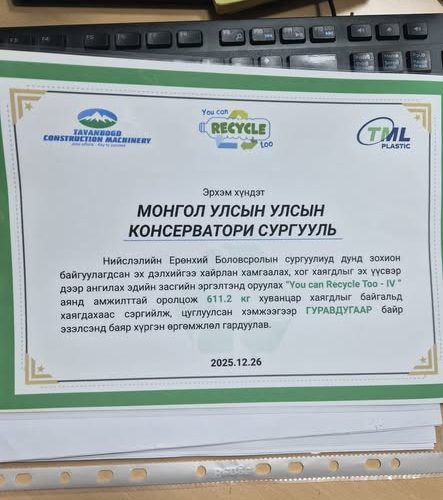 TAVANBOGD
CONSTRUCTION MACHINERY
You can
RECYCLE
too
TML
PLASTIC
Эрхэм хүндэт
МОНГОЛ УЛСЫН УЛСЫН
КОНСЕРВАТОРИ СУРГУУЛЬ
Нийслэлийн Ерөнхий Боловсролын сургуулиуд дунд зохион
байгуулагдсан эх дэлхийгээ хайрлан хамгаалах, хог хаягдлыг эх үүсвэр
дээр ангилах эдийн засгийн эргэлтэнд оруулах "You can Recycle Too - IV "
аянд амжилттай оролцож 611.2 кг хуванцар хаягдлыг байгальд
хаягдахаас сэргийлж, цуглуулсан хэмжээгээр ГУРАВДУГААР байр
эзэлсэнд баяр хүргэн өргөмжлөл гардуулав.
2025.12.26